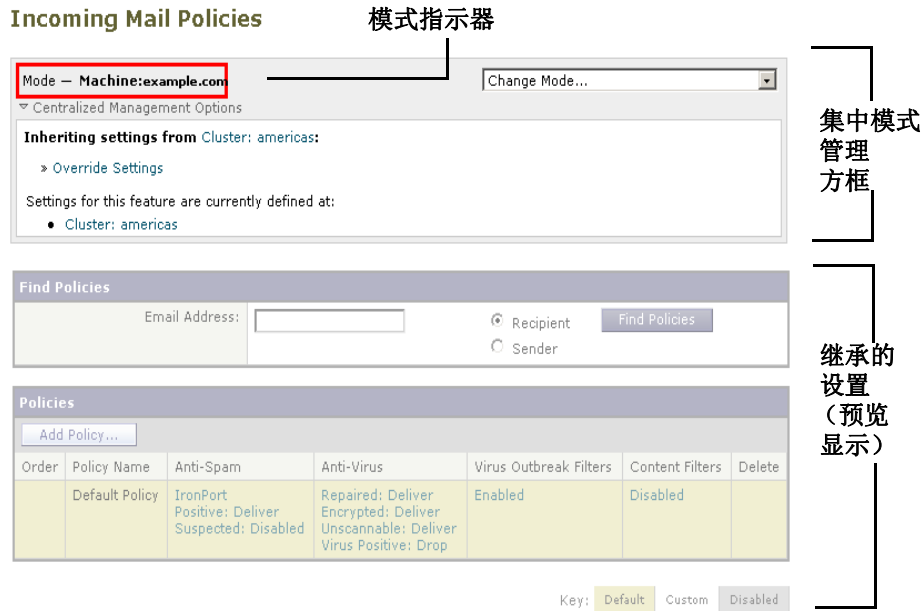 Incoming Mail Policies
模式指示器
Mode — Machine:example.com
Change Mode...
Centralized Management Options
Inheriting settings from Cluster: americas:
» Override Settings
Settings for this feature are currently defined at:
• Cluster: americas
集中模式
管理
方框
Find Policies
Email Address:
Recipient
Sender
Find Policies
继承的
设置
（预览
显示）
Policies
Add Policy...
Order Policy Name Anti-Spam Anti-Virus Virus Outbreak Filters Content Filters Delete
Default Policy
IronPort
Positive: Deliver
Suspected: Disabled
Repaired: Deliver
Encrypted: Deliver
Unscannable: Deliver
Virus Positive: Drop
Enabled
Disabled
Key: Default Custom Disabled